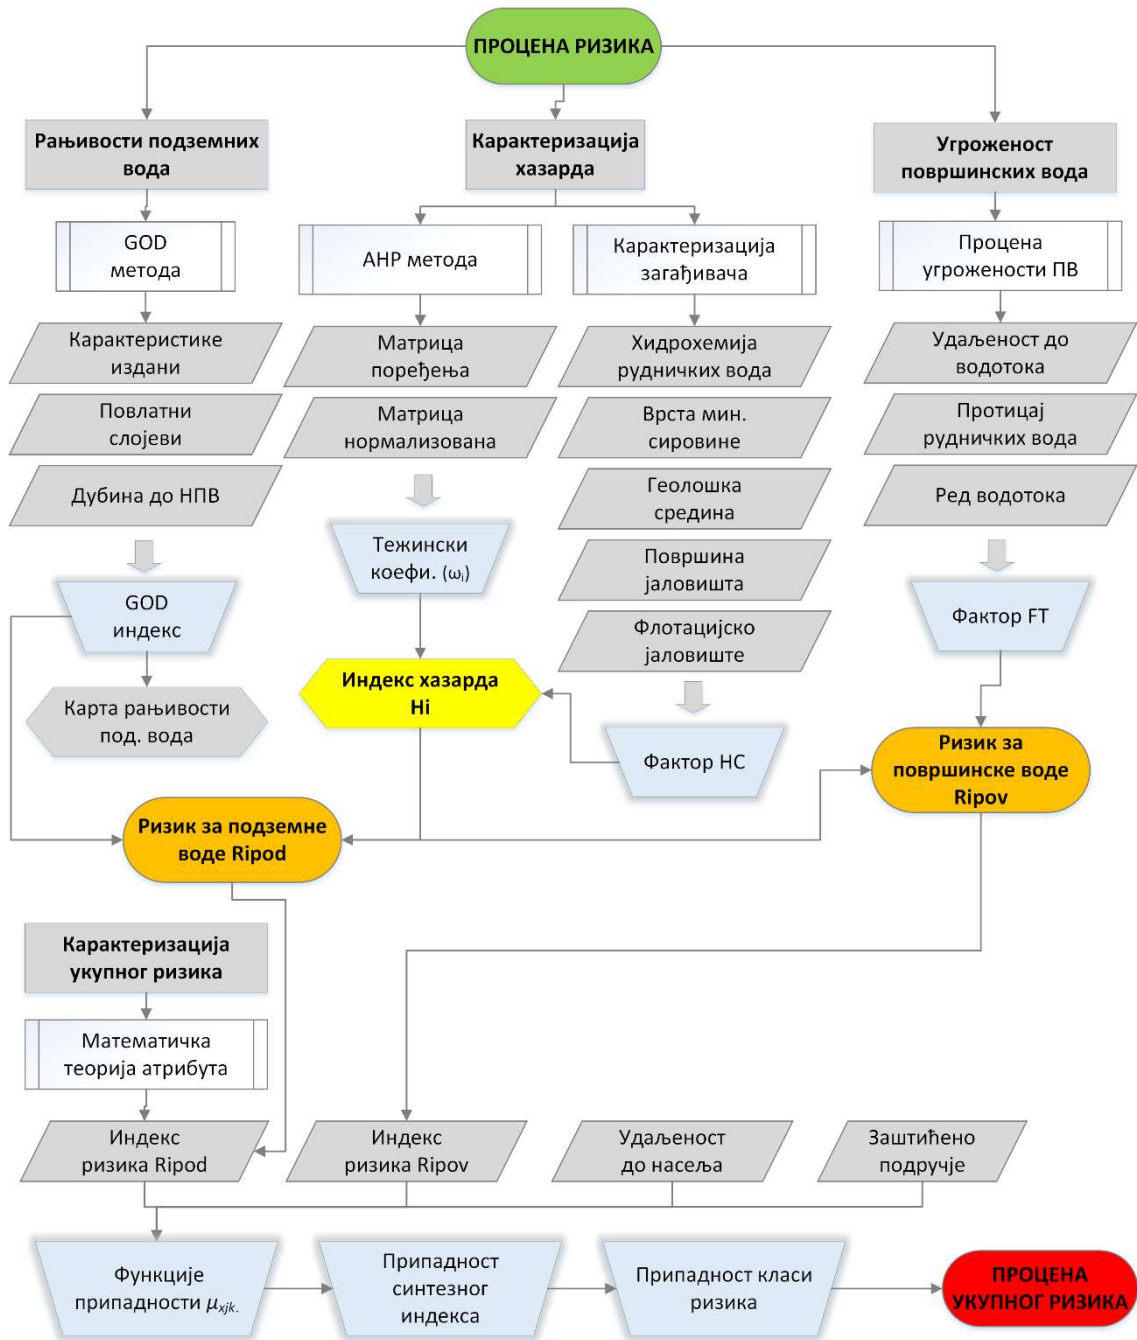 ПРОЦЕНА РИЗИКА
Рањивости подземних
вода
Карактеризација
хазарда
Угроженост
површинских вода
GOD
метода
АНР метода
Карактеризација
загађивача
Процена
угрожености ПВ
Карактеристике
издани
Матрица
поређења
Хидрохемија
рудничких вода
Удаљеност до
водотока
Повлатни
слојеви
Матрица
нормализована
Врста мин.
сировине
Протицај
рудничких вода
Дубина до НПВ
Геолошка
средина
Ред водотока
Тежински
коефи. (ωᵢ)
Површина
јаловишта
GOD
индекс
Фактор FT
Флотацијско
јаловиште
Индекс хазарда
Hi
Карта рањивости
под. вода
Фактор НС
Ризик за
површинске воде
Ripov
Ризик за подземне
воде Ripod
Карактеризација
укупног ризика
Математичка
теорија атрибута
Индекс
ризика Ripod
Индекс
ризика Ripov
Удаљеност
до насеља
Заштићено
подручје
Функције
припадности μxjk.
Припадност
синтезног
индекса
Припадност класи
ризика
ПРОЦЕНА
УКУПНОГ РИЗИКА